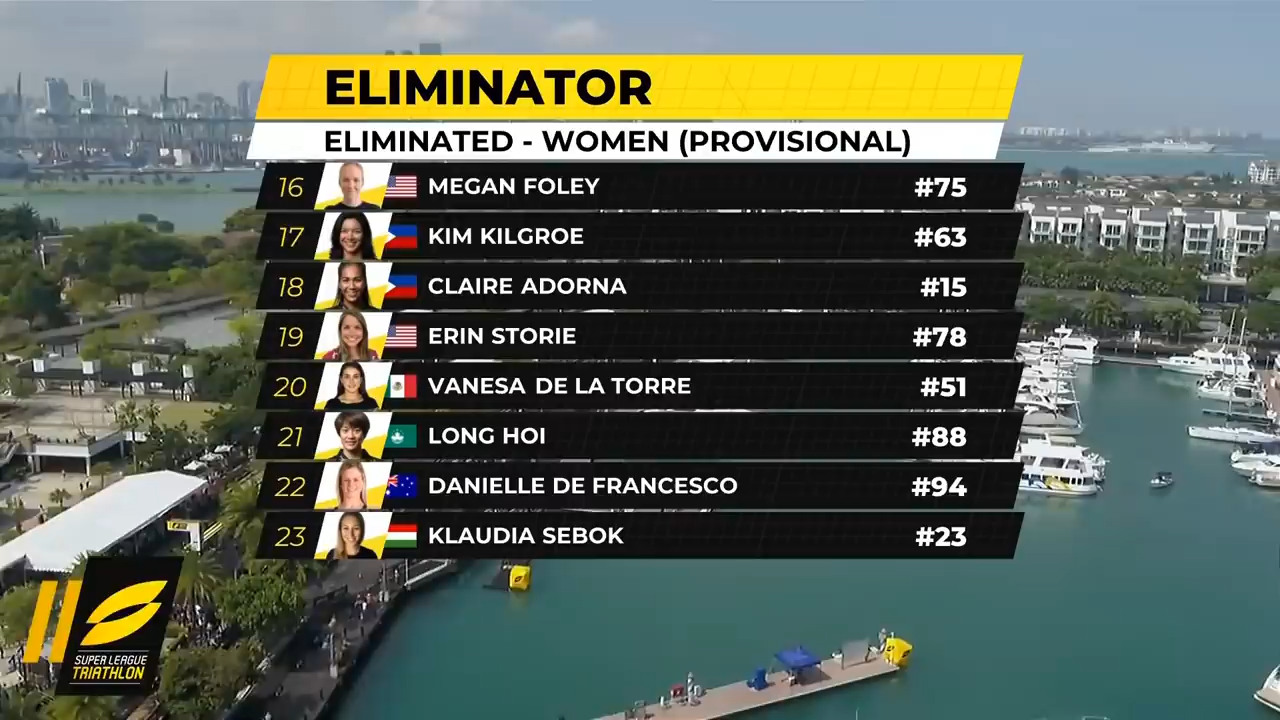 ELIMINATOR
ELIMINATED - WOMEN (PROVISIONAL)
16 MEGAN FOLEY #75
17 KIM KILGROE #63
18 CLAIRE ADORNA #15
19 ERIN STORIE #78
20 VANESA DE LA TORRE #51
21 LONG HOI #88
22 DANIELLE DE FRANCESCO #94
23 KLAUDIA SEBOK #23
SUPER LEAGUE
TRIATHLON